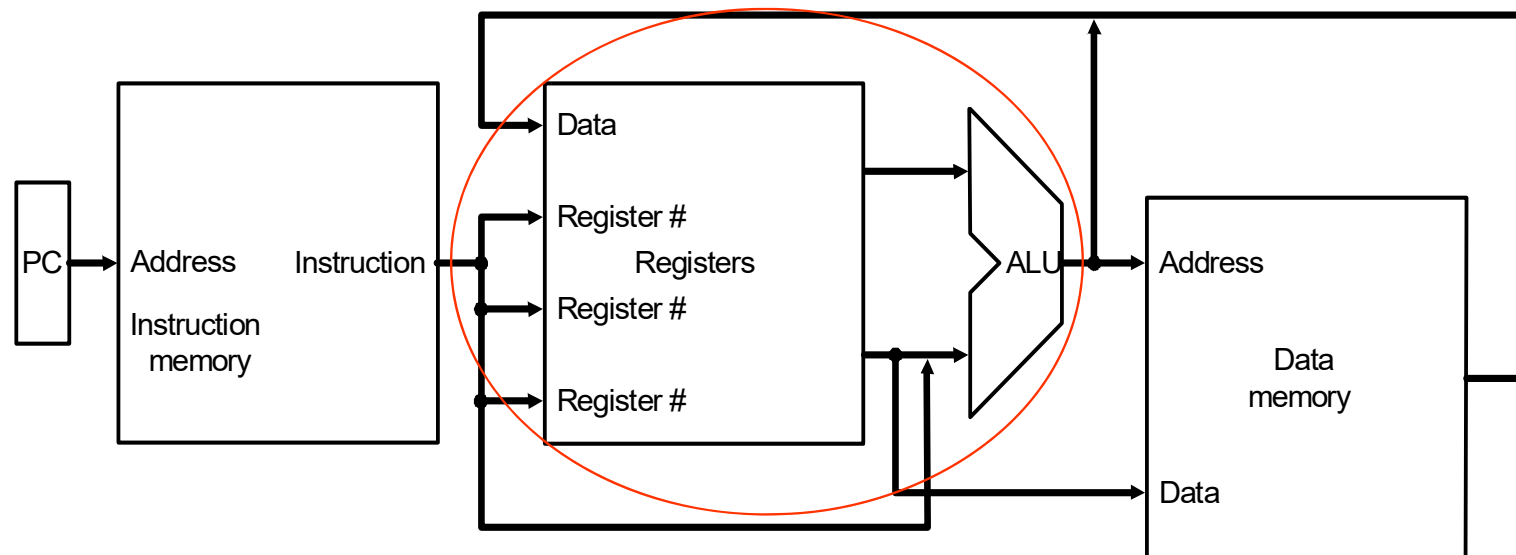 PC
Address
Instruction
Instruction
memory
Data
Register #
Registers
Register #
Register #
ALU
Address
Data
memory
Data